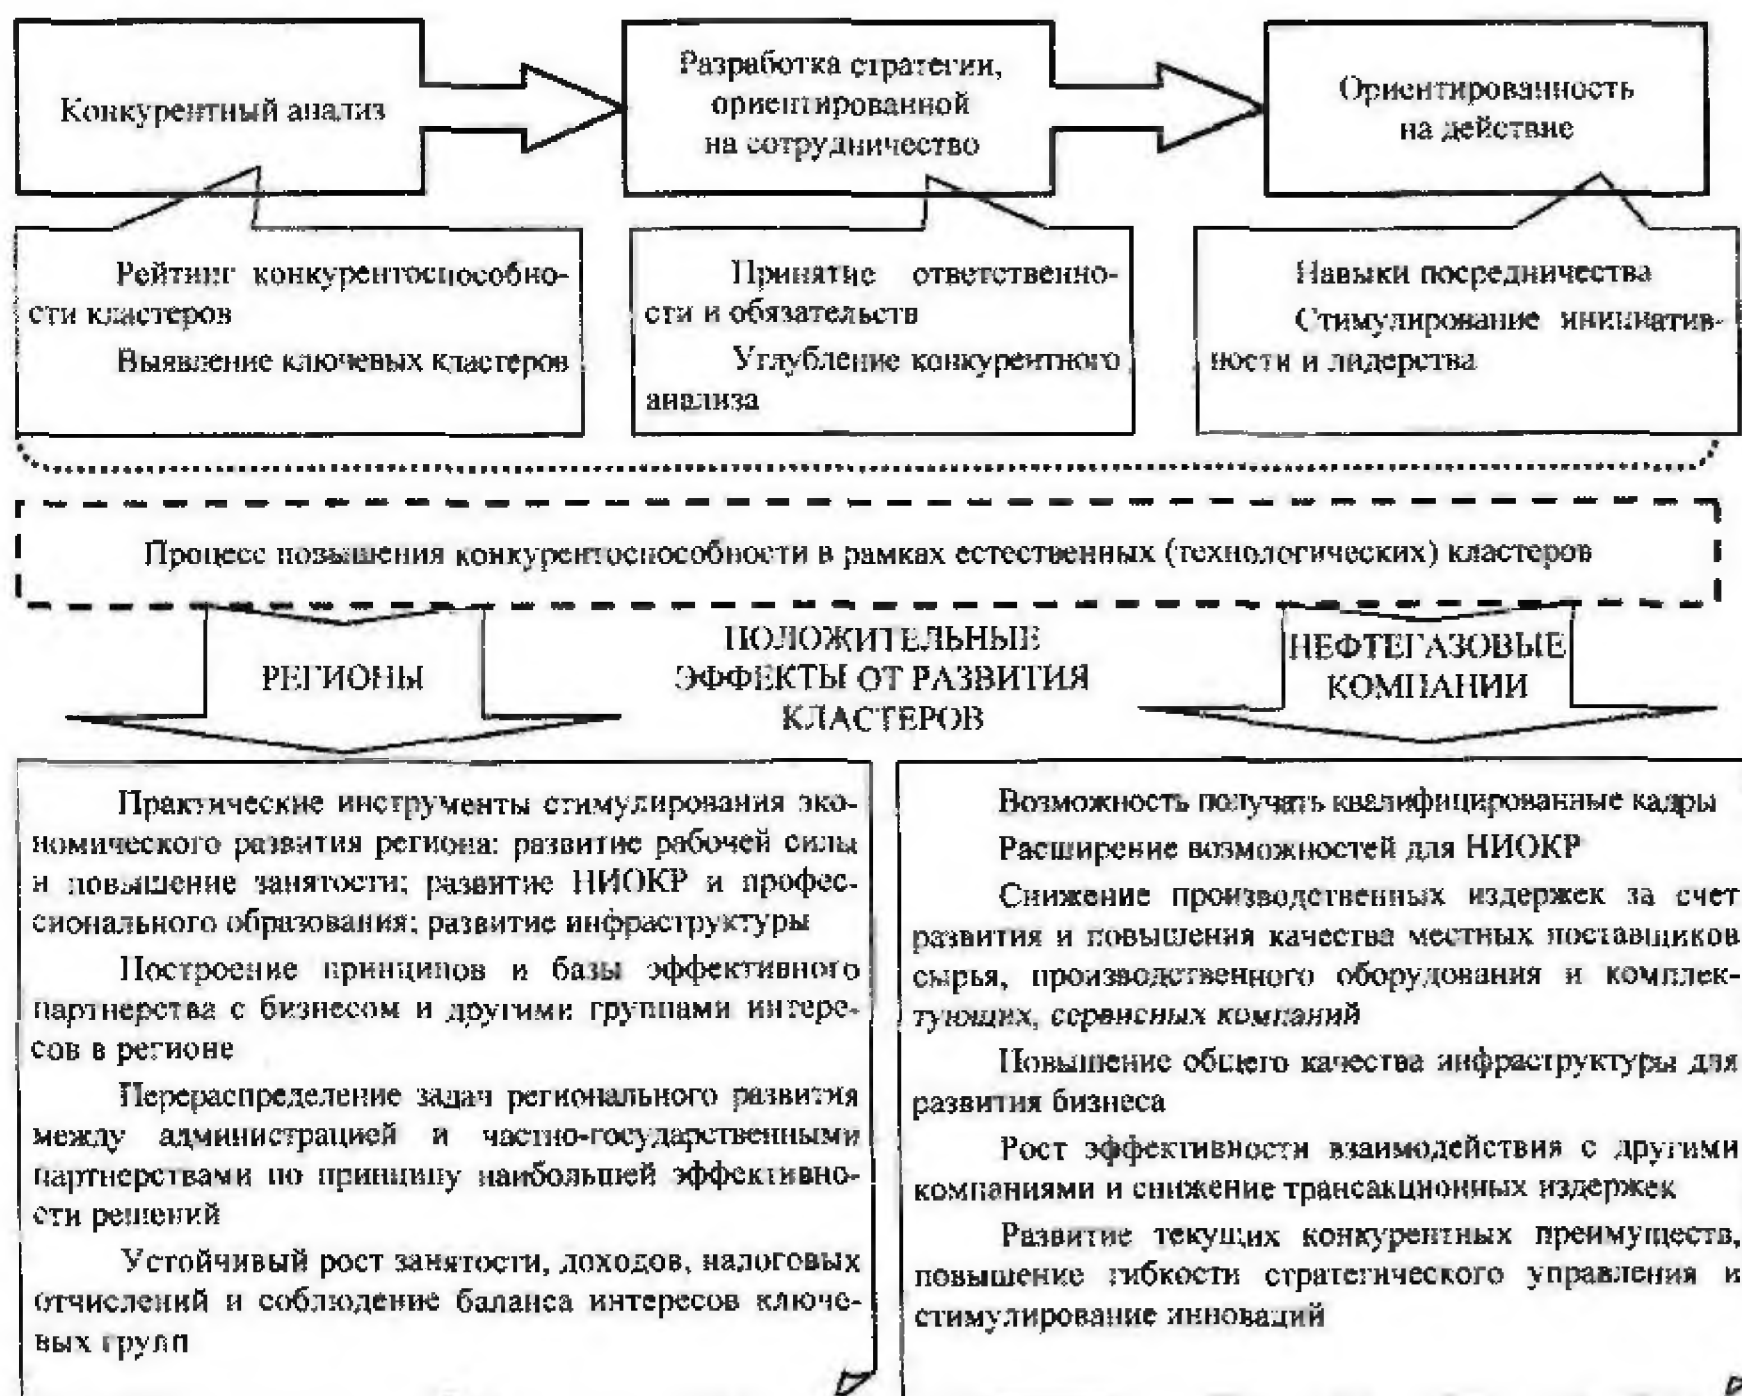 Конкурентный анализ
Разработка стратегии,
ориентированной
на сотрудничество
Ориентированность
на действие
Рейтинг конкурентоспособно-
сти кластеров
Выявление ключевых кластеров
Принятие ответственно-
сти и обязательств
Углубление конкурентного
анализа
Навыки посредничества
Стимулирование инициатив-
ности и лидерства
Процесс повышения конкурентоспособности в рамках естественных (технологических) кластеров
РЕГИОНЫ
ПОЛОЖИТЕЛЬНЫЕ
ЭФФЕКТЫ ОТ РАЗВИТИЯ
КЛАСТЕРОВ
НЕФТЕГАЗОВЫЕ
КОМПАНИИ
Практические инструменты стимулирования эко-
номического развития региона: развитие рабочей силы
и повышение занятости; развитие НИОКР и профес-
сионального образования; развитие инфраструктуры
Построение принципов и базы эффективного
партнерства с бизнесом и другими группами интере-
сов в регионе
Перераспределение задач регионального развития
между администрацией и частно-государственными
партнерствами по принципу наибольшей эффективно-
сти решений
Устойчивый рост занятости, доходов, налоговых
отчислений и соблюдение баланса интересов ключе-
вых групп
Возможность получать квалифицированные кадры
Расширение возможностей для НИОКР
Снижение производственных издержек за счет
развития и повышения качества местных поставщиков
сырья, производственного оборудования и комплек-
тующих, сервисных компаний
Повышение общего качества инфраструктуры для
развития бизнеса
Рост эффективности взаимодействия с другими
компаниями и снижение трансакционных издержек
Развитие текущих конкурентных преимуществ,
повышение гибкости стратегического управления и
стимулирование инноваций